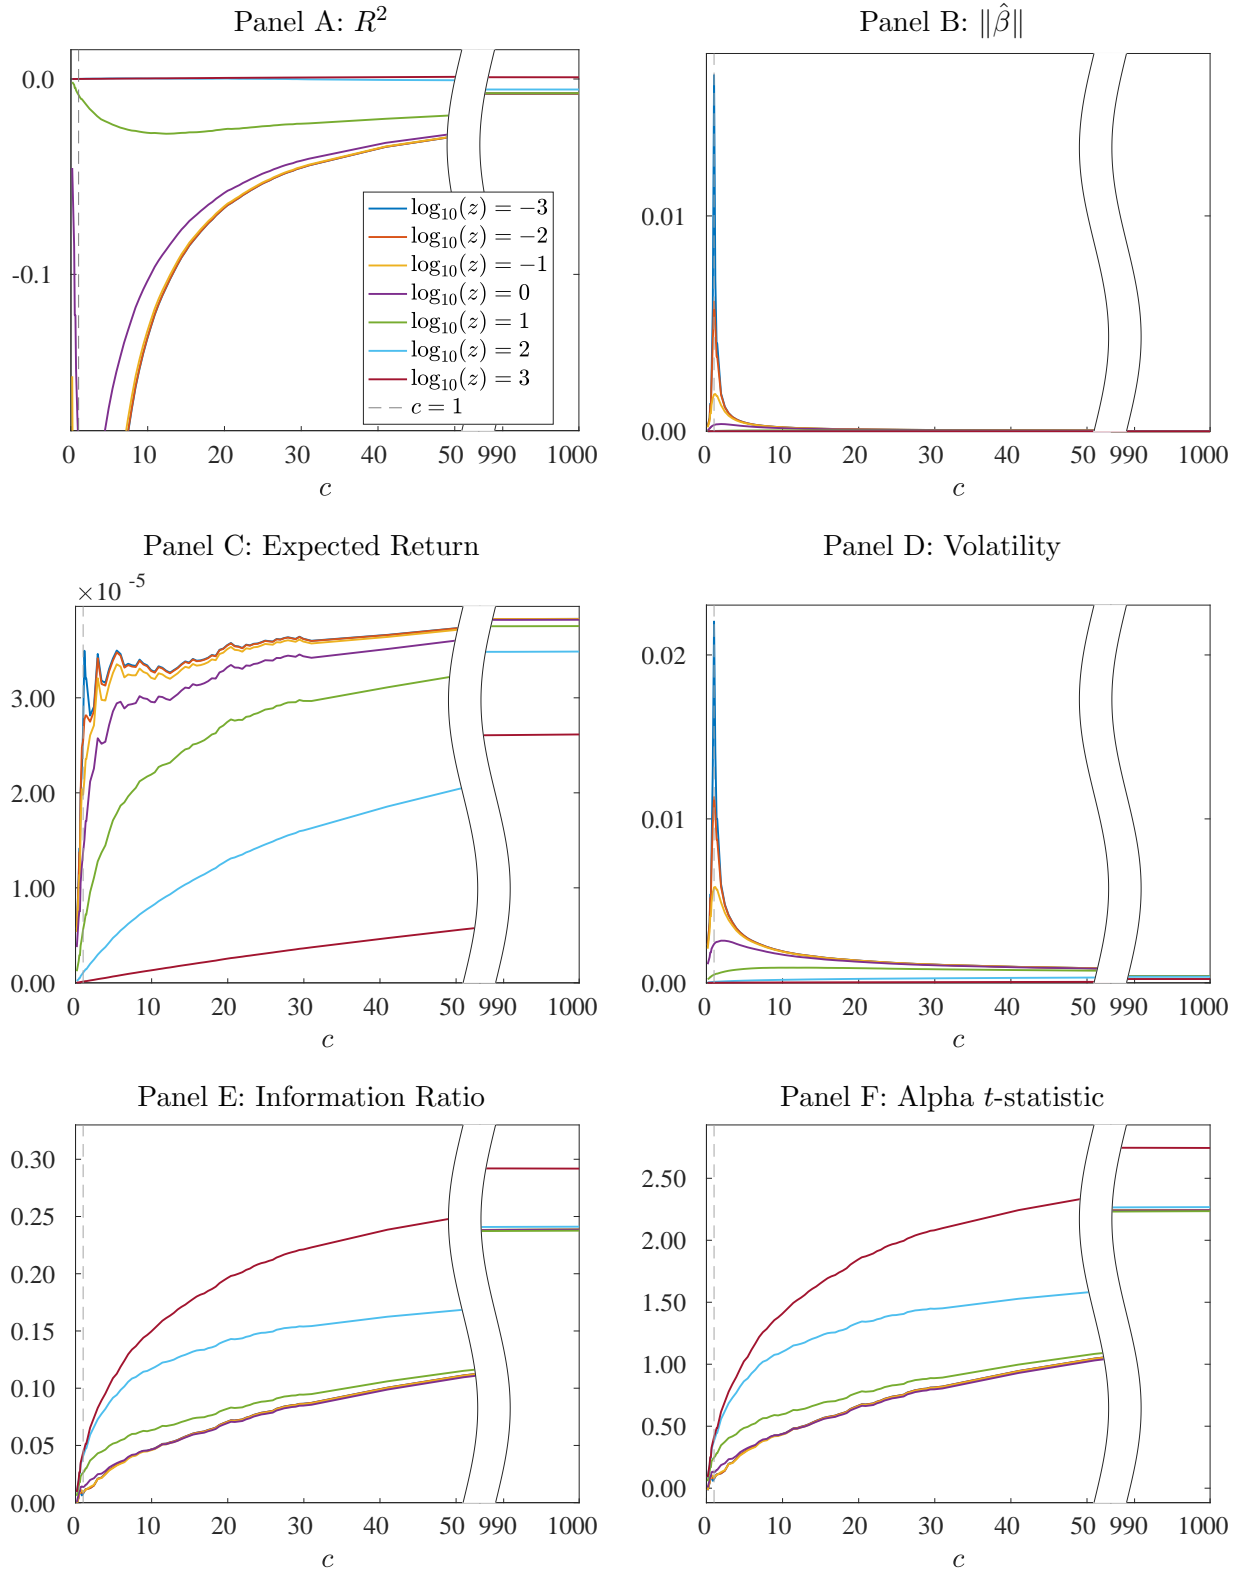 Panel A: R²
0.0
-0.1
log₁₀(z) = −3
log₁₀(z) = −2
log₁₀(z) = −1
log₁₀(z) = 0
log₁₀(z) = 1
log₁₀(z) = 2
log₁₀(z) = 3
c = 1
0 10 20 30 40 50 990 1000
c
Panel B: ‖β̂‖
0.01
0.00
0 10 20 30 40 50 990 1000
c
Panel C: Expected Return
×10 -5
3.00
2.00
1.00
0.00
0 10 20 30 40 50 990 1000
c
Panel D: Volatility
0.02
0.01
0.00
0 10 20 30 40 50 990 1000
c
Panel E: Information Ratio
0.30
0.25
0.20
0.15
0.10
0.05
0.00
0 10 20 30 40 50 990 1000
c
Panel F: Alpha t-statistic
2.50
2.00
1.50
1.00
0.50
0.00
0 10 20 30 40 50 990 1000
c